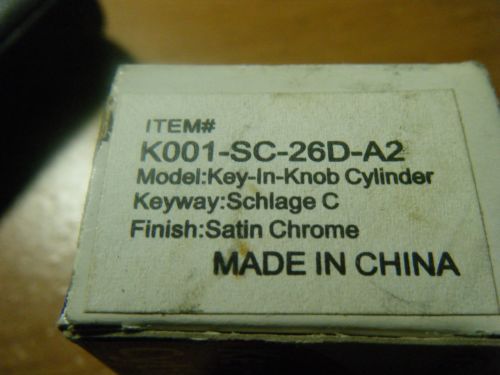 ITEM#
K001-SC-26D-A2
Model:Key-In-Knob Cylinder
Keyway:Schlage C
Finish:Satin Chrome
MADE IN CHINA